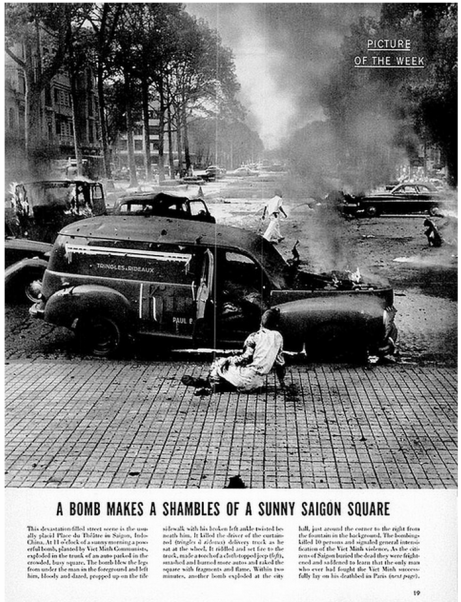 PICTURE
OF THE WEEK
TRINGLES & RIDEAUX
PAUL
A BOMB MAKES A SHAMBLES OF A SUNNY SAIGON SQUARE
This devastation-filled street scene is the usu-
ally placid Place du Théâtre in Saigon, Indo-
China. At 11 o'clock of a sunny morning a pow-
erful bomb, planted by Viet Minh Communists,
exploded in the trunk of an auto parked in the
crowded, busy square. The bomb blew the legs
from under the man in the foreground and left
him, bloody and dazed, propped up on the tile
sidewalk with his broken left ankle twisted be-
neath him. It killed the driver of the curtain-
rod (tringles à rideaux) delivery truck as he
sat at the wheel. It riddled and set fire to the
truck, made a torch of a cloth-topped jeep (left),
smashed and burned more autos and raked the
square with fragments and flame. Within two
minutes, another bomb exploded at the city
hall, just around the corner to the right from
the fountain in the background. The bombings
killed 10 persons and signaled general intensi-
fication of the Viet Minh violence. As the citi-
zens of Saigon buried the dead they were fright-
ened and saddened to learn that the only man
who ever had fought the Viet Minh success-
fully lay on his deathbed in Paris (next page).
19